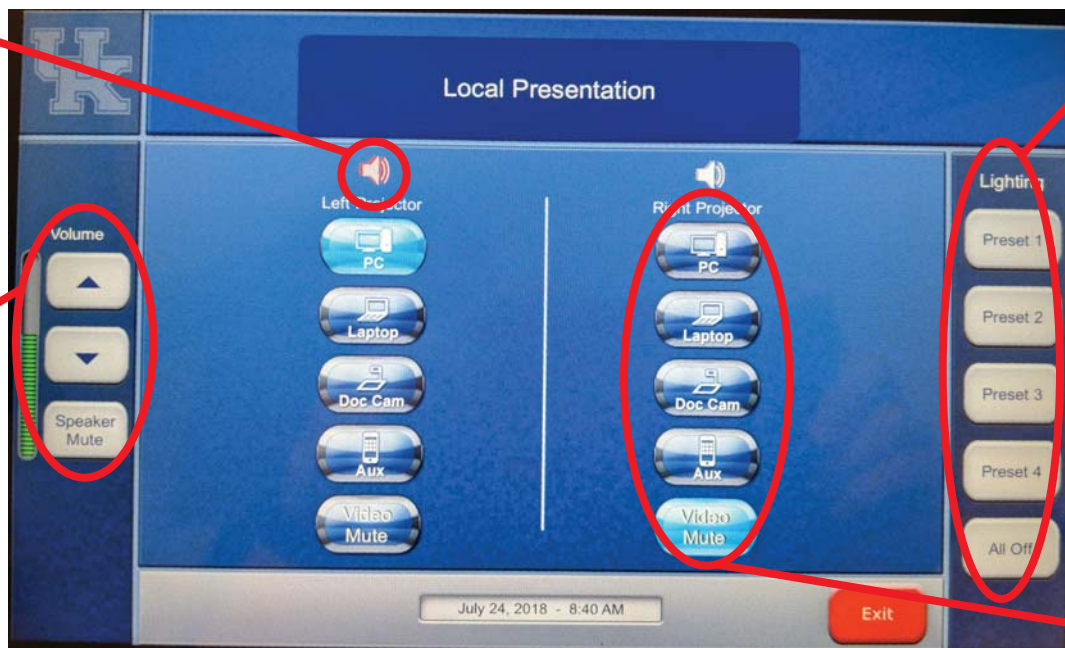 UK
Local Presentation
Volume
Speaker
Mute
Left Projector
PC
Laptop
Doc Cam
Aux
Video
Mute
Right Projector
PC
Laptop
Doc Cam
Aux
Video
Mute
Lighting
Preset 1
Preset 2
Preset 3
Preset 4
All Off
July 24, 2018 - 8:40 AM
Exit